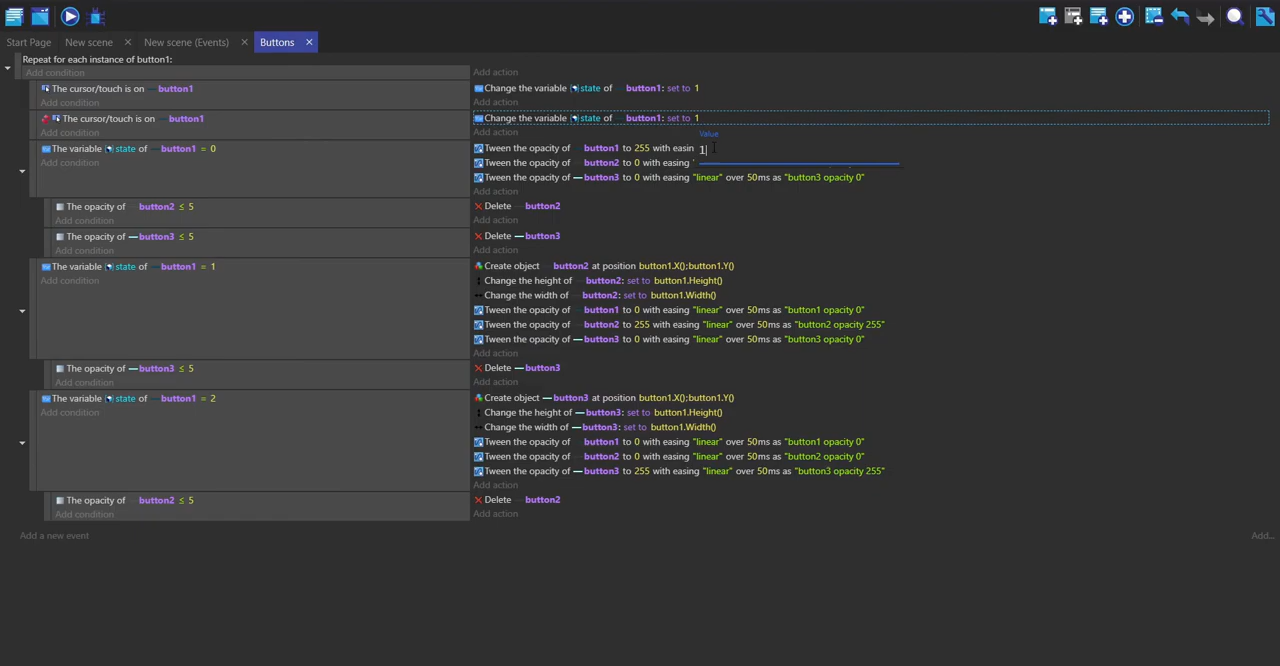 Start Page
New scene
New scene (Events)
Buttons
Repeat for each instance of button1:
Add condition
Add action
The cursor/touch is on button1
Change the variable state of button1: set to 1
Add condition
Add action
The cursor/touch is on button1
Change the variable state of button1: set to 1
Add condition
Add action
Value
1
The variable state of button1 = 0
Tween the opacity of button1 to 255 with easin
Add condition
Tween the opacity of button2 to 0 with easing "
Tween the opacity of button3 to 0 with easing "linear" over 50ms as "button3 opacity 0"
Add action
The opacity of button2 ≤ 5
Delete button2
Add condition
Add action
The opacity of button3 ≤ 5
Delete button3
Add condition
Add action
The variable state of button1 = 1
Create object button2 at position button1.X();button1.Y()
Add condition
Change the height of button2: set to button1.Height()
Change the width of button2: set to button1.Width()
Tween the opacity of button1 to 0 with easing "linear" over 50ms as "button1 opacity 0"
Tween the opacity of button2 to 255 with easing "linear" over 50ms as "button2 opacity 255"
Tween the opacity of button3 to 0 with easing "linear" over 50ms as "button3 opacity 0"
Add action
The opacity of button3 ≤ 5
Delete button3
Add condition
Add action
The variable state of button1 = 2
Create object button3 at position button1.X();button1.Y()
Add condition
Change the height of button3: set to button1.Height()
Change the width of button3: set to button1.Width()
Tween the opacity of button1 to 0 with easing "linear" over 50ms as "button1 opacity 0"
Tween the opacity of button2 to 0 with easing "linear" over 50ms as "button2 opacity 0"
Tween the opacity of button3 to 255 with easing "linear" over 50ms as "button3 opacity 255"
Add action
The opacity of button2 ≤ 5
Delete button2
Add condition
Add action
Add a new event
Add...